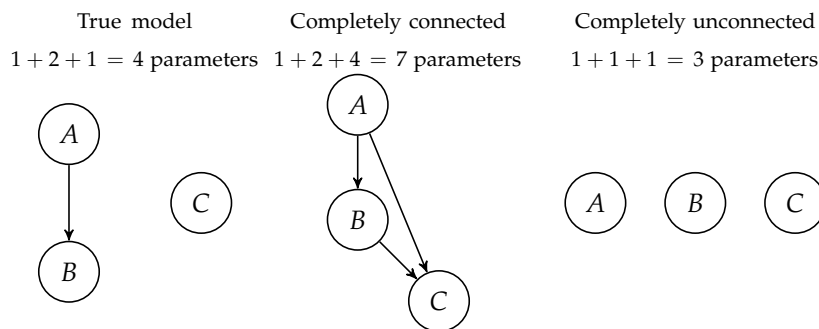 True model
1 + 2 + 1 = 4 parameters
A
B
C
Completely connected
1 + 2 + 4 = 7 parameters
A
B
C
Completely unconnected
1 + 1 + 1 = 3 parameters
A
B
C